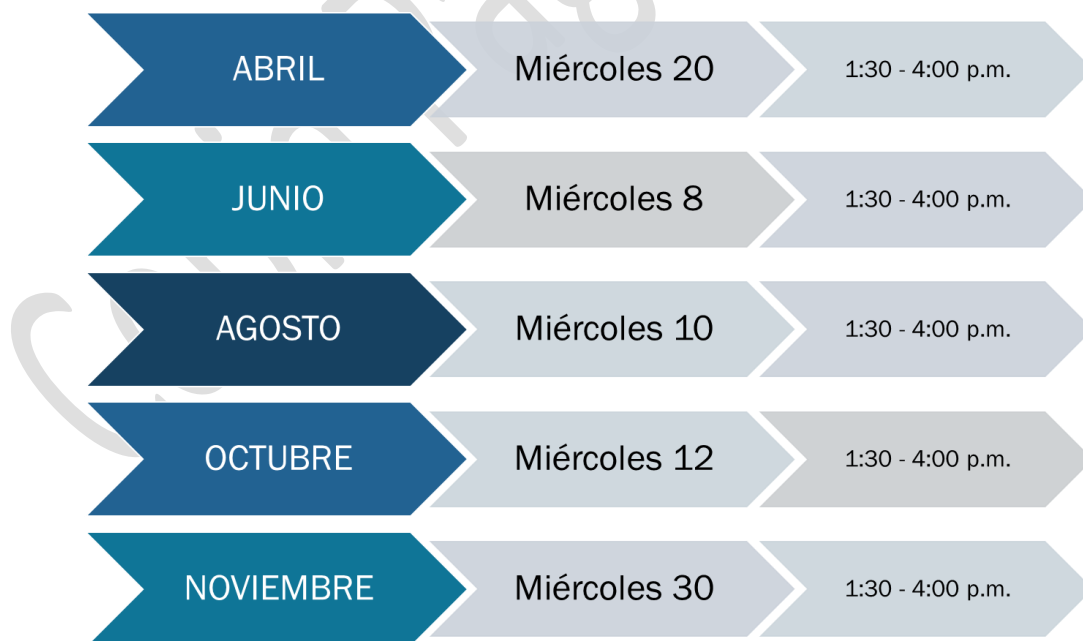 ABRIL Miércoles 20 1:30 - 4:00 p.m.
JUNIO Miércoles 8 1:30 - 4:00 p.m.
AGOSTO Miércoles 10 1:30 - 4:00 p.m.
OCTUBRE Miércoles 12 1:30 - 4:00 p.m.
NOVIEMBRE Miércoles 30 1:30 - 4:00 p.m.